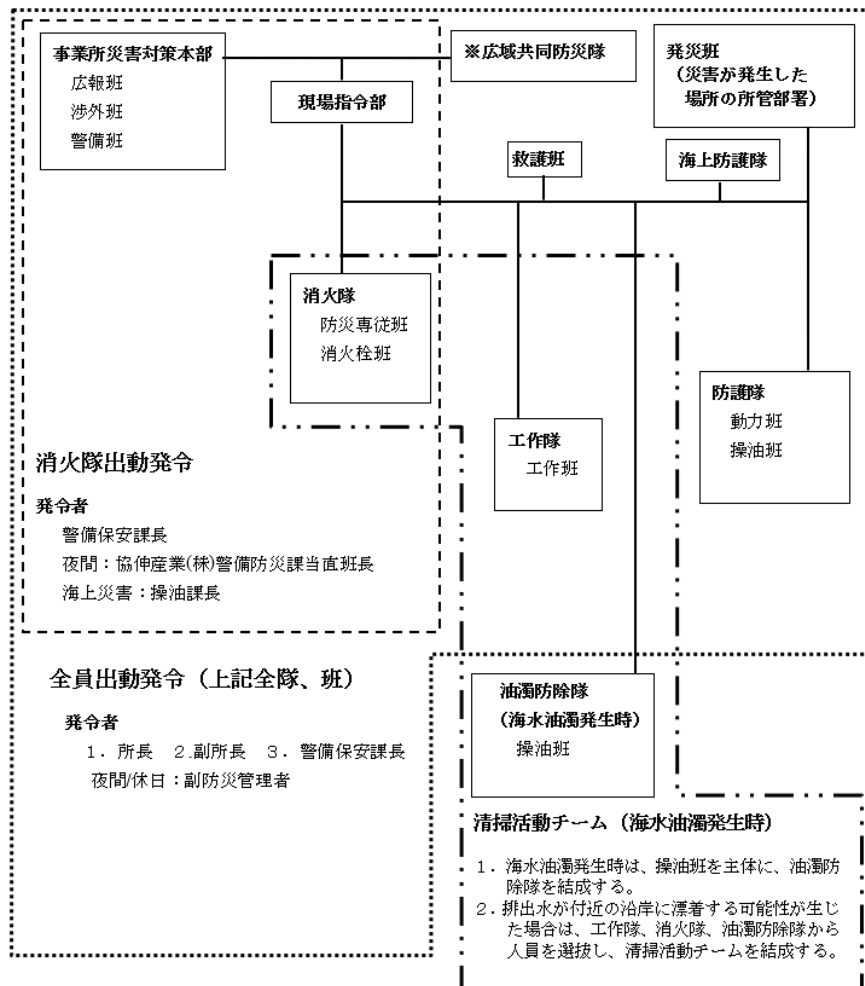 事業所災害対策本部
広報班
渉外班
警備班
※広域共同防災隊
発災班
（災害が発生した
場所の所管部署）
現場指令部
救護班
海上防護隊
消火隊
防災専従班
消火栓班
工作隊
工作班
防護隊
動力班
操油班
消火隊出動発令
発令者
警備保安課長
夜間：協伸産業(株)警備防災課当直班長
海上災害：操油課長
全員出動発令（上記全隊、班）
発令者
１．所長　２.副所長　３．警備保安課長
夜間/休日：副防災管理者
油濁防除隊
（海水油濁発生時）
操油班
清掃活動チーム（海水油濁発生時）
１．海水油濁発生時は、操油班を主体に、油濁防
除隊を結成する。
２．排出水が付近の沿岸に漂着する可能性が生じ
た場合は、工作隊、消火隊、油濁防除隊から
人員を選抜し、清掃活動チームを結成する。